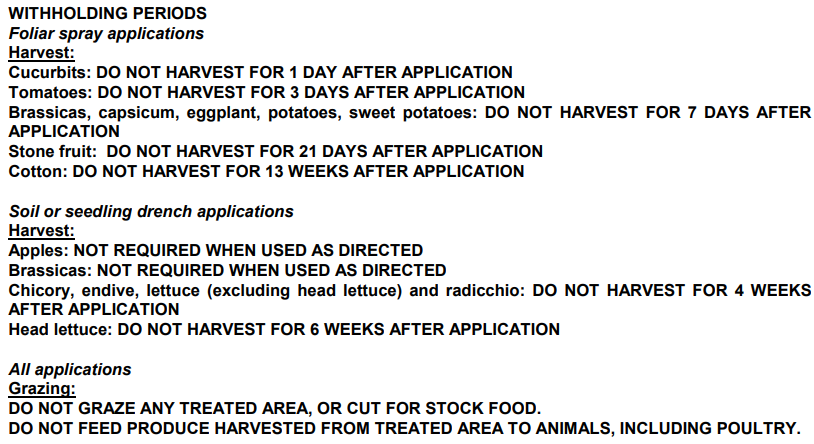 WITHHOLDING PERIODS
Foliar spray applications
Harvest:
Cucurbits: DO NOT HARVEST FOR 1 DAY AFTER APPLICATION
Tomatoes: DO NOT HARVEST FOR 3 DAYS AFTER APPLICATION
Brassicas, capsicum, eggplant, potatoes, sweet potatoes: DO NOT HARVEST FOR 7 DAYS AFTER
APPLICATION
Stone fruit: DO NOT HARVEST FOR 21 DAYS AFTER APPLICATION
Cotton: DO NOT HARVEST FOR 13 WEEKS AFTER APPLICATION
Soil or seedling drench applications
Harvest:
Apples: NOT REQUIRED WHEN USED AS DIRECTED
Brassicas: NOT REQUIRED WHEN USED AS DIRECTED
Chicory, endive, lettuce (excluding head lettuce) and radicchio: DO NOT HARVEST FOR 4 WEEKS
AFTER APPLICATION
Head lettuce: DO NOT HARVEST FOR 6 WEEKS AFTER APPLICATION
All applications
Grazing:
DO NOT GRAZE ANY TREATED AREA, OR CUT FOR STOCK FOOD.
DO NOT FEED PRODUCE HARVESTED FROM TREATED AREA TO ANIMALS, INCLUDING POULTRY.